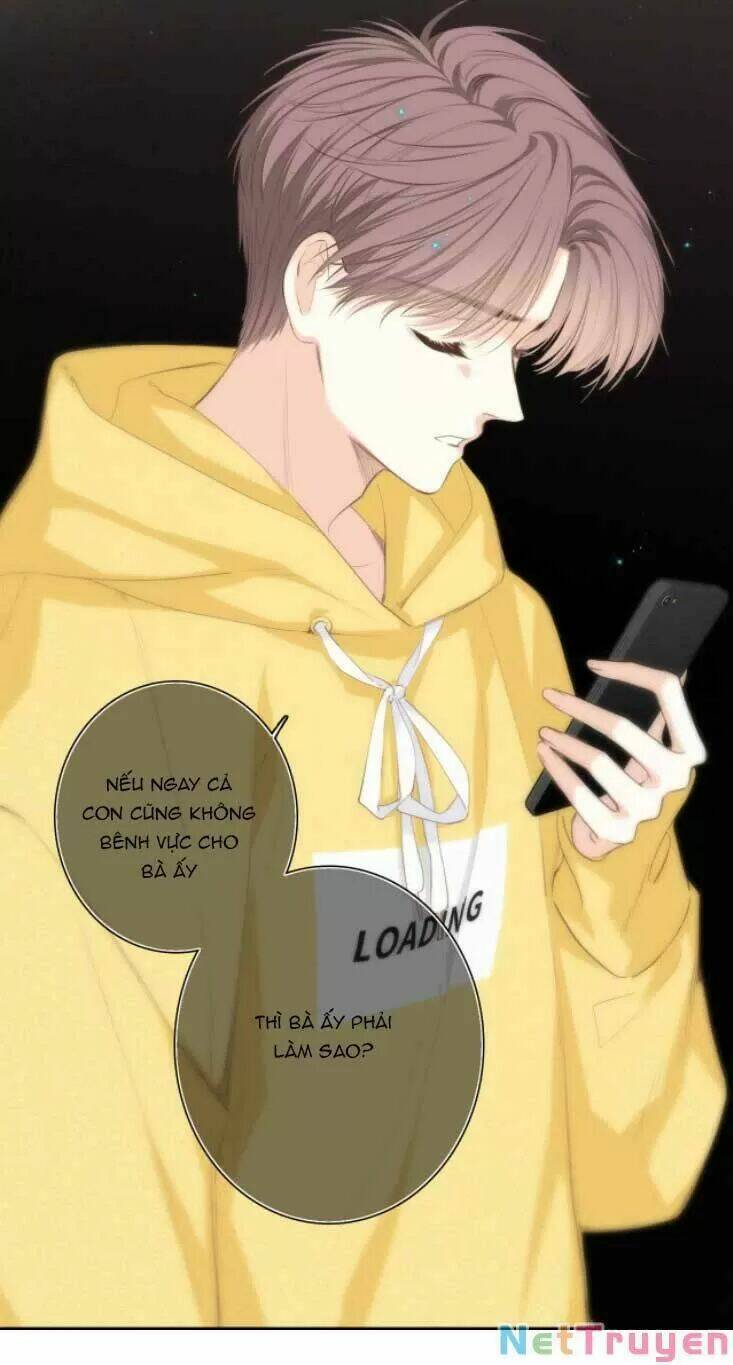 NẾU NGAY CẢ
CON CŨNG KHÔNG
BÊNH VỰC CHO
BÀ ẤY
LOADING
THÌ BÀ ẤY PHẢI
LÀM SAO?
NetTruyen